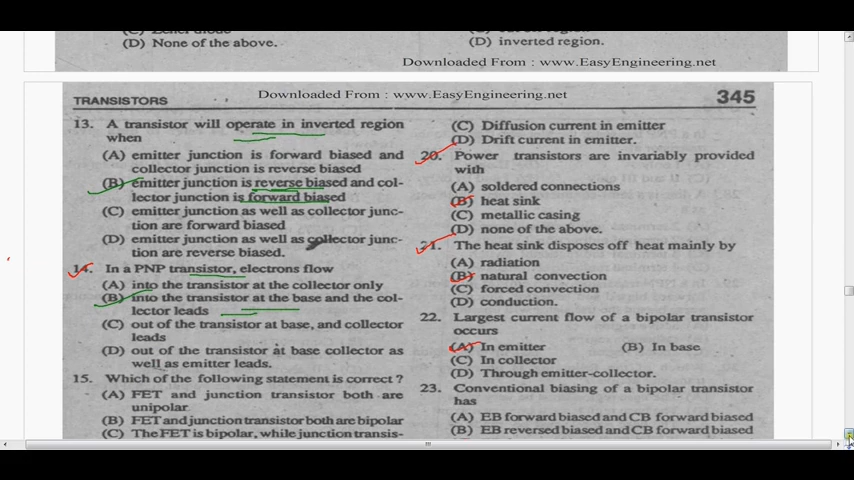 (D) None of the above.
(D) inverted region.
Downloaded From : www.EasyEngineering.net
Downloaded From : www.EasyEngineering.net
TRANSISTORS
345
13. A transistor will operate in inverted region
when
(A) emitter junction is forward biased and
collector junction is reverse biased
(B) emitter junction is reverse biased and col-
lector junction is forward biased
(C) emitter junction as well as collector junc-
tion are forward biased
(D) emitter junction as well as collector junc-
tion are reverse biased.
14. In a PNP transistor, electrons flow
(A) into the transistor at the collector only
(B) into the transistor at the base and the col-
lector leads
(C) out of the transistor at base, and collector
leads
(D) out of the transistor at base collector as
well as emitter leads.
15. Which of the following statement is correct ?
(A) FET and junction transistor both are
unipolar
(B) FET and junction transistor both are bipolar
(C) The FET is bipolar, while junction transis-
(C) Diffusion current in emitter
(D) Drift current in emitter.
20. Power transistors are invariably provided
with
(A) soldered connections
(B) heat sink
(C) metallic casing
(D) none of the above.
21. The heat sink disposes off heat mainly by
(A) radiation
(B) natural convection
(C) forced convection
(D) conduction.
22. Largest current flow of a bipolar transistor
occurs
(A) In emitter (B) In base
(C) In collector
(D) Through emitter-collector.
23. Conventional biasing of a bipolar transistor
has
(A) EB forward biased and CB forward biased
(B) EB reversed biased and CB forward biased